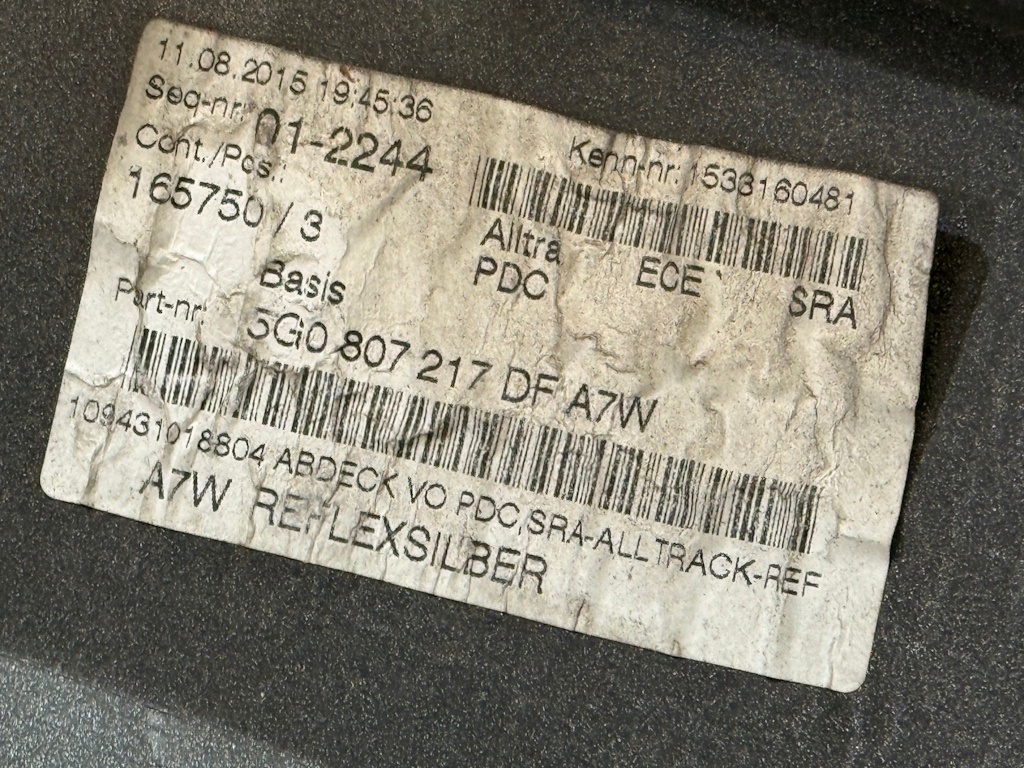 11.08.2015 19:45:36
Seq-nr: 01-2244
Kenn-nr: 1533160481
Cont./Pos.:
165750 / 3
Alltra ECE SRA
PDC
Basis
Part-nr: 5G0 807 217 DF A7W
109431018804 ABDECK VO PDC,SRA-ALLTRACK-REF
A7W REFLEXSILBER